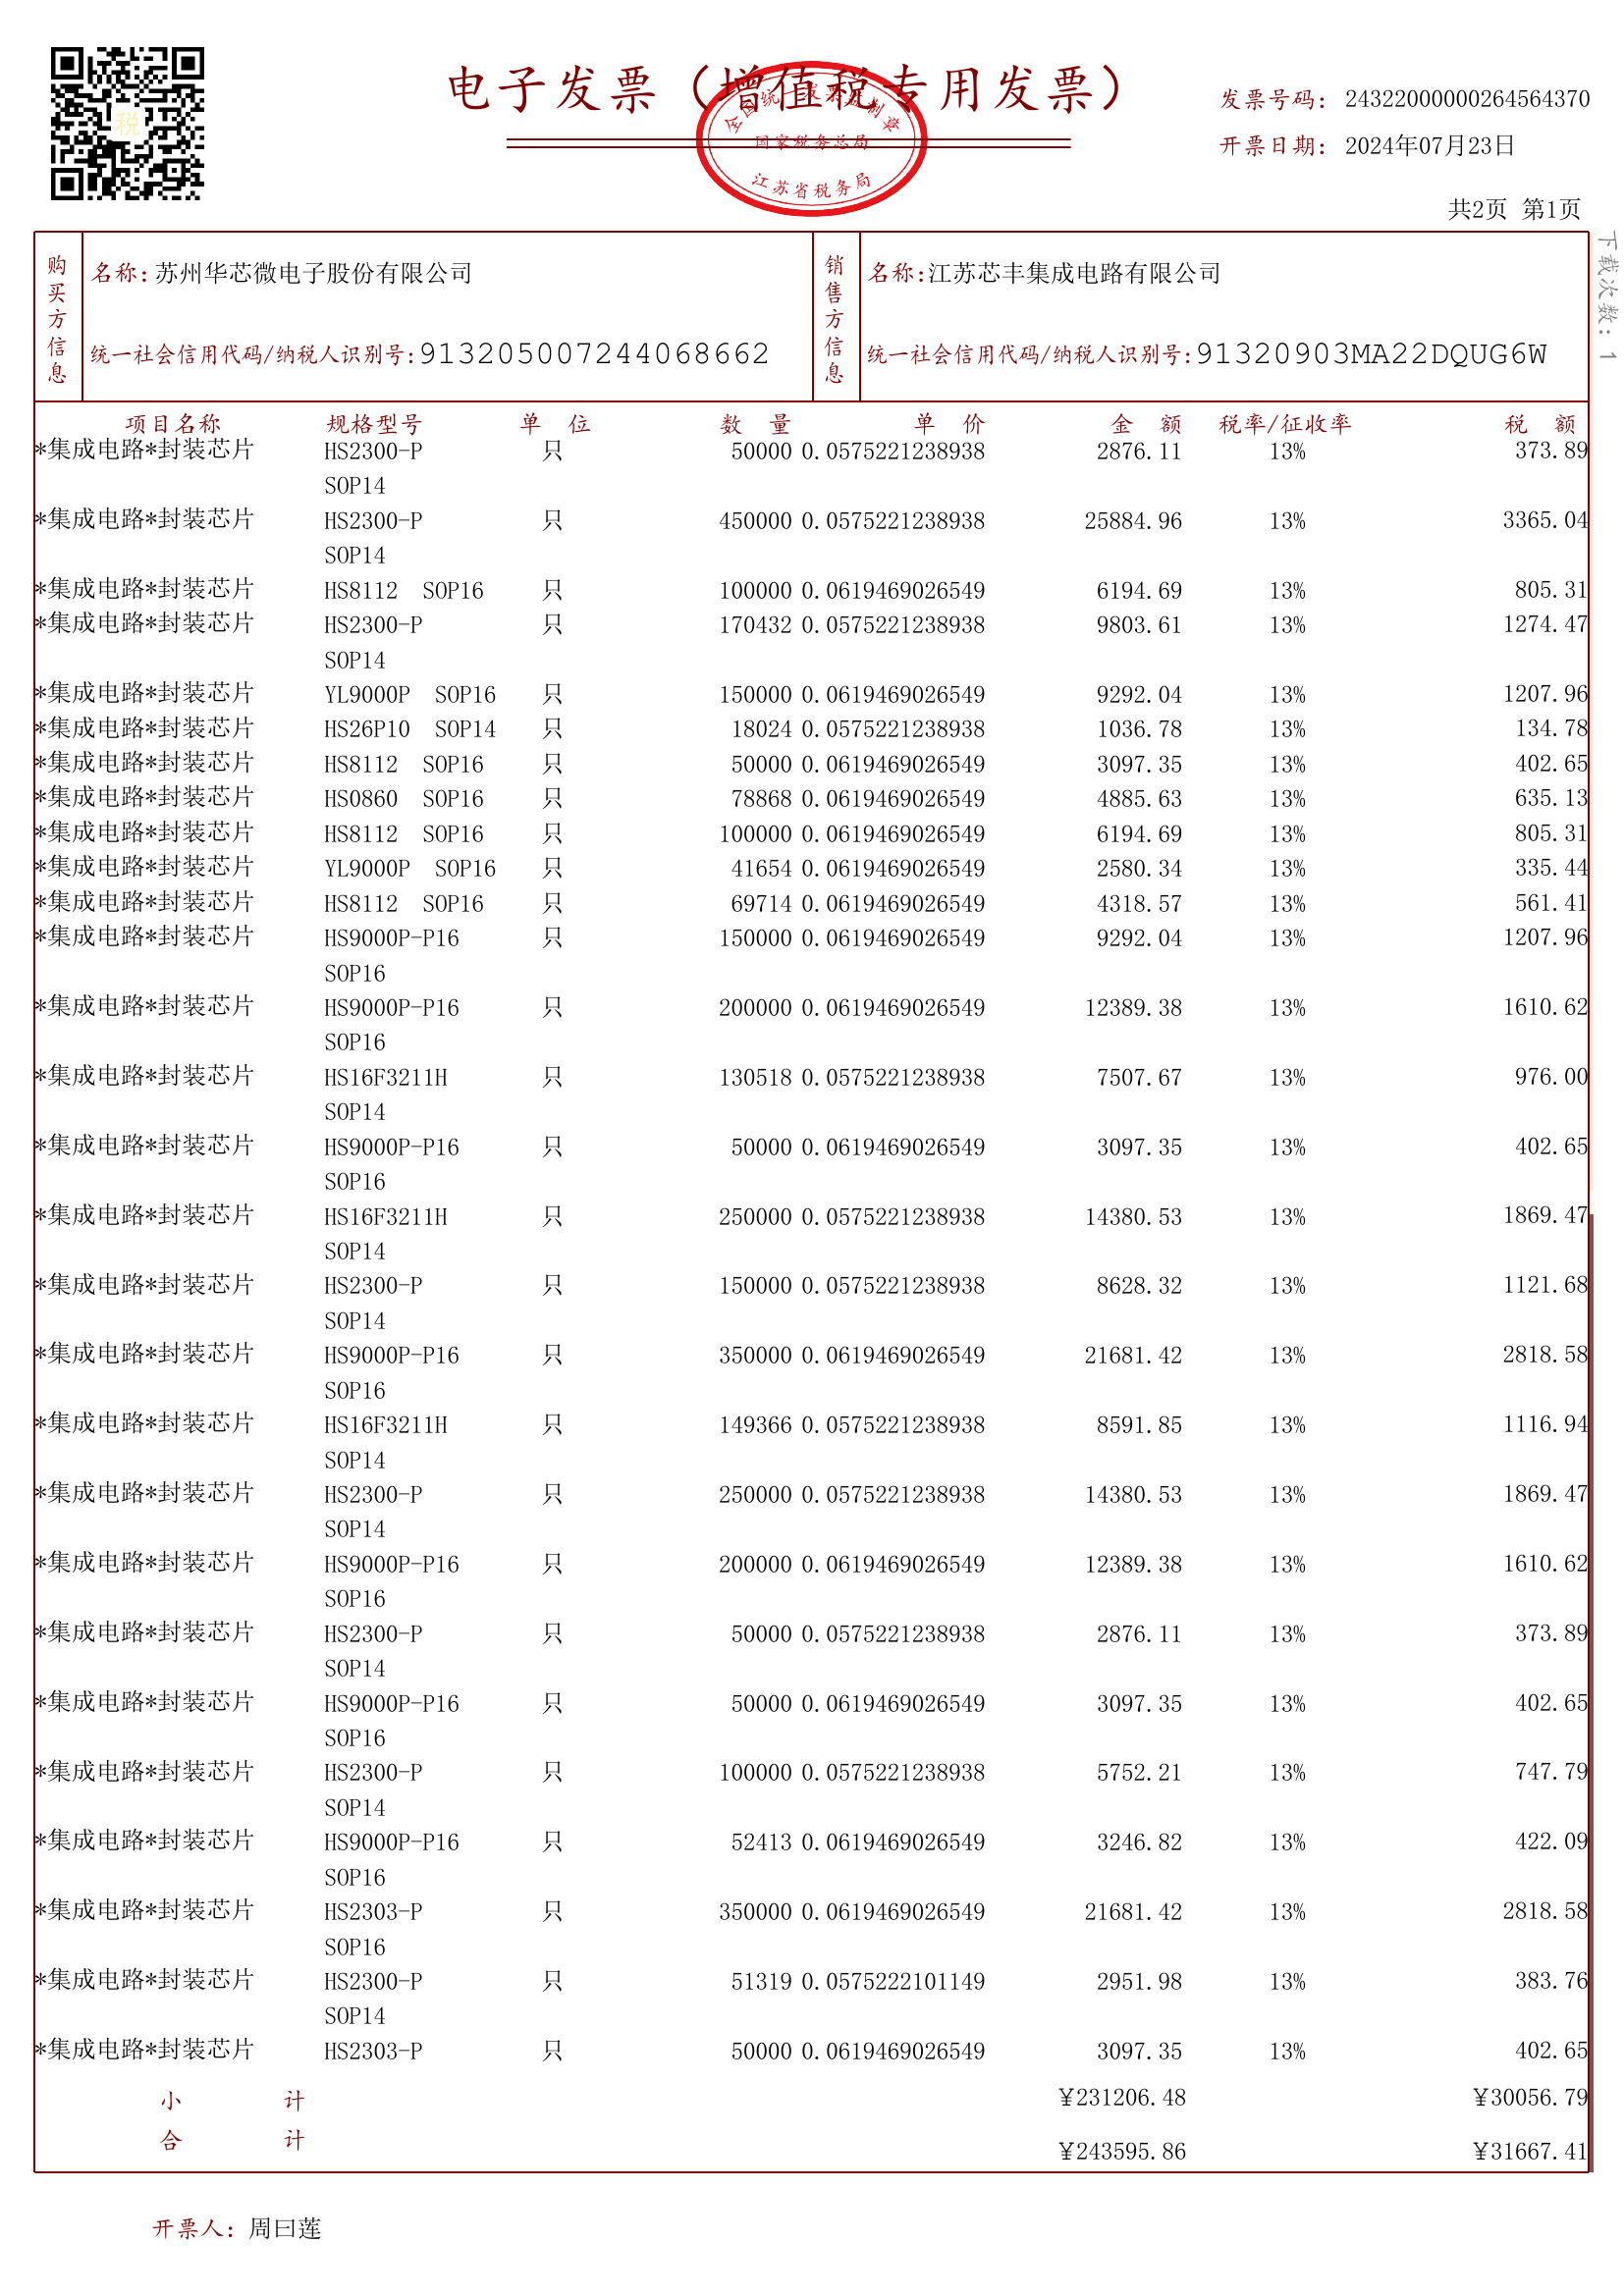 电子发票（增值税专用发票）
全国统一发票监制章
国家税务总局
江苏省税务局
税
发票号码： 24322000000264564370
开票日期： 2024年07月23日
共2页 第1页
下载次数：1
购买方信息
名称：苏州华芯微电子股份有限公司
统一社会信用代码/纳税人识别号：913205007244068662
销售方信息
名称：江苏芯丰集成电路有限公司
统一社会信用代码/纳税人识别号：91320903MA22DQUG6W
项目名称 规格型号 单 位 数 量 单 价 金 额 税率/征收率 税 额
*集成电路*封装芯片 HS2300-P 只 50000 0.0575221238938 2876.11 13% 373.89
SOP14
*集成电路*封装芯片 HS2300-P 只 450000 0.0575221238938 25884.96 13% 3365.04
SOP14
*集成电路*封装芯片 HS8112 SOP16 只 100000 0.0619469026549 6194.69 13% 805.31
*集成电路*封装芯片 HS2300-P 只 170432 0.0575221238938 9803.61 13% 1274.47
SOP14
*集成电路*封装芯片 YL9000P SOP16 只 150000 0.0619469026549 9292.04 13% 1207.96
*集成电路*封装芯片 HS26P10 SOP14 只 18024 0.0575221238938 1036.78 13% 134.78
*集成电路*封装芯片 HS8112 SOP16 只 50000 0.0619469026549 3097.35 13% 402.65
*集成电路*封装芯片 HS0860 SOP16 只 78868 0.0619469026549 4885.63 13% 635.13
*集成电路*封装芯片 HS8112 SOP16 只 100000 0.0619469026549 6194.69 13% 805.31
*集成电路*封装芯片 YL9000P SOP16 只 41654 0.0619469026549 2580.34 13% 335.44
*集成电路*封装芯片 HS8112 SOP16 只 69714 0.0619469026549 4318.57 13% 561.41
*集成电路*封装芯片 HS9000P-P16 只 150000 0.0619469026549 9292.04 13% 1207.96
SOP16
*集成电路*封装芯片 HS9000P-P16 只 200000 0.0619469026549 12389.38 13% 1610.62
SOP16
*集成电路*封装芯片 HS16F3211H 只 130518 0.0575221238938 7507.67 13% 976.00
SOP14
*集成电路*封装芯片 HS9000P-P16 只 50000 0.0619469026549 3097.35 13% 402.65
SOP16
*集成电路*封装芯片 HS16F3211H 只 250000 0.0575221238938 14380.53 13% 1869.47
SOP14
*集成电路*封装芯片 HS2300-P 只 150000 0.0575221238938 8628.32 13% 1121.68
SOP14
*集成电路*封装芯片 HS9000P-P16 只 350000 0.0619469026549 21681.42 13% 2818.58
SOP16
*集成电路*封装芯片 HS16F3211H 只 149366 0.0575221238938 8591.85 13% 1116.94
SOP14
*集成电路*封装芯片 HS2300-P 只 250000 0.0575221238938 14380.53 13% 1869.47
SOP14
*集成电路*封装芯片 HS9000P-P16 只 200000 0.0619469026549 12389.38 13% 1610.62
SOP16
*集成电路*封装芯片 HS2300-P 只 50000 0.0575221238938 2876.11 13% 373.89
SOP14
*集成电路*封装芯片 HS9000P-P16 只 50000 0.0619469026549 3097.35 13% 402.65
SOP16
*集成电路*封装芯片 HS2300-P 只 100000 0.0575221238938 5752.21 13% 747.79
SOP14
*集成电路*封装芯片 HS9000P-P16 只 52413 0.0619469026549 3246.82 13% 422.09
SOP16
*集成电路*封装芯片 HS2303-P 只 350000 0.0619469026549 21681.42 13% 2818.58
SOP16
*集成电路*封装芯片 HS2300-P 只 51319 0.0575222101149 2951.98 13% 383.76
SOP14
*集成电路*封装芯片 HS2303-P 只 50000 0.0619469026549 3097.35 13% 402.65
小 计 ¥231206.48 ¥30056.79
合 计 ¥243595.86 ¥31667.41
开票人：周曰莲